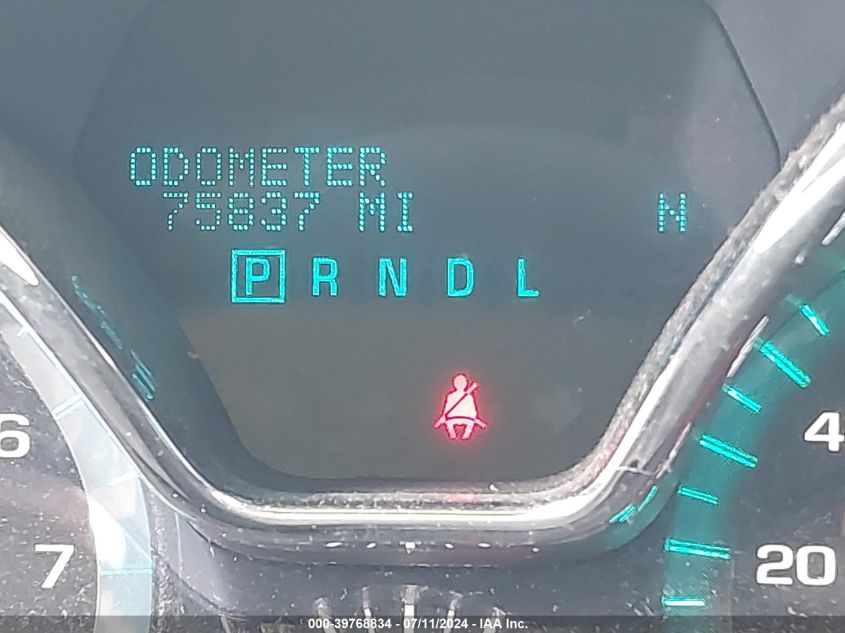 ODOMETER
75837 MI N
P R N D L
6
4
7
20
000-39768834 - 07/11/2024 - IAA Inc.